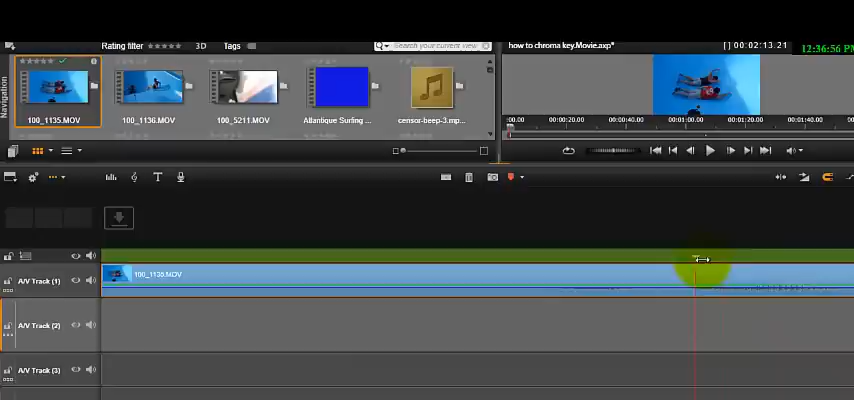 Rating filter 3D Tags Search your current view how to chroma key.Movie.axp* [] 00:02:13.21
12:36:56 PM
Navigation
100_1135.MOV 100_1136.MOV 100_5211.MOV Atlantique Surfing ... censor-beep-3.mp...
:00.00 00:00:20.00 00:00:40.00 00:01:00.00 00:01:20.00 00:01:40.00
A/V Track (1) 100_1135.MOV
A/V Track (2)
A/V Track (3)